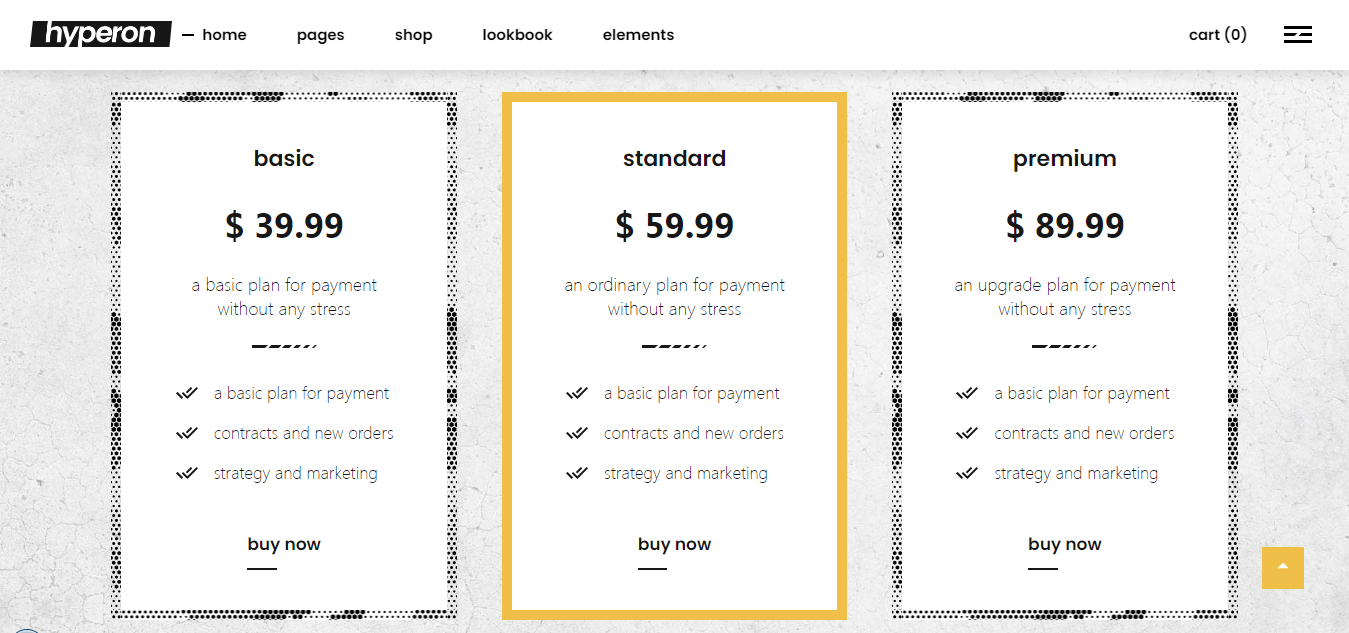 hyperon
home
pages
shop
lookbook
elements
cart (0)
basic
$ 39.99
a basic plan for payment
without any stress
a basic plan for payment
contracts and new orders
strategy and marketing
buy now
standard
$ 59.99
an ordinary plan for payment
without any stress
a basic plan for payment
contracts and new orders
strategy and marketing
buy now
premium
$ 89.99
an upgrade plan for payment
without any stress
a basic plan for payment
contracts and new orders
strategy and marketing
buy now